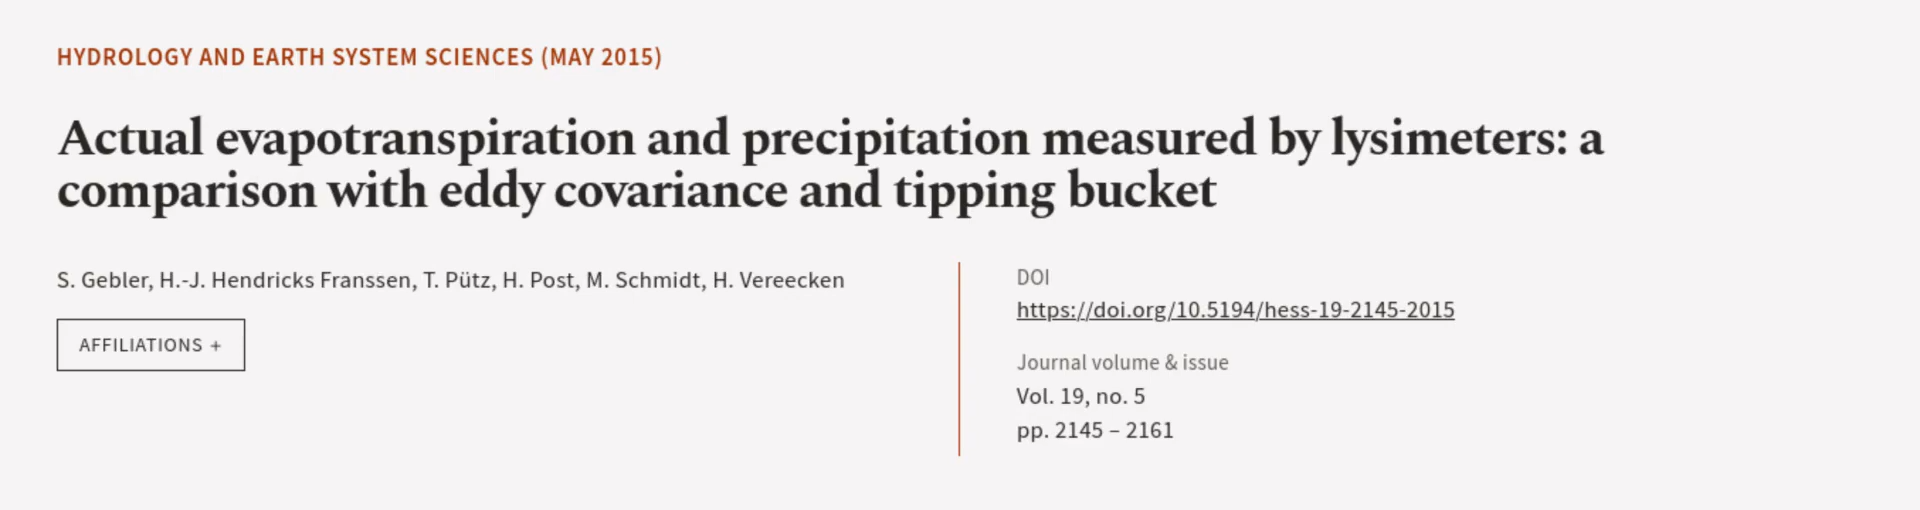 HYDROLOGY AND EARTH SYSTEM SCIENCES (MAY 2015)
Actual evapotranspiration and precipitation measured by lysimeters: a
comparison with eddy covariance and tipping bucket
S. Gebler, H.-J. Hendricks Franssen, T. Pütz, H. Post, M. Schmidt, H. Vereecken
AFFILIATIONS +
DOI
https://doi.org/10.5194/hess-19-2145-2015
Journal volume & issue
Vol. 19, no. 5
pp. 2145 – 2161